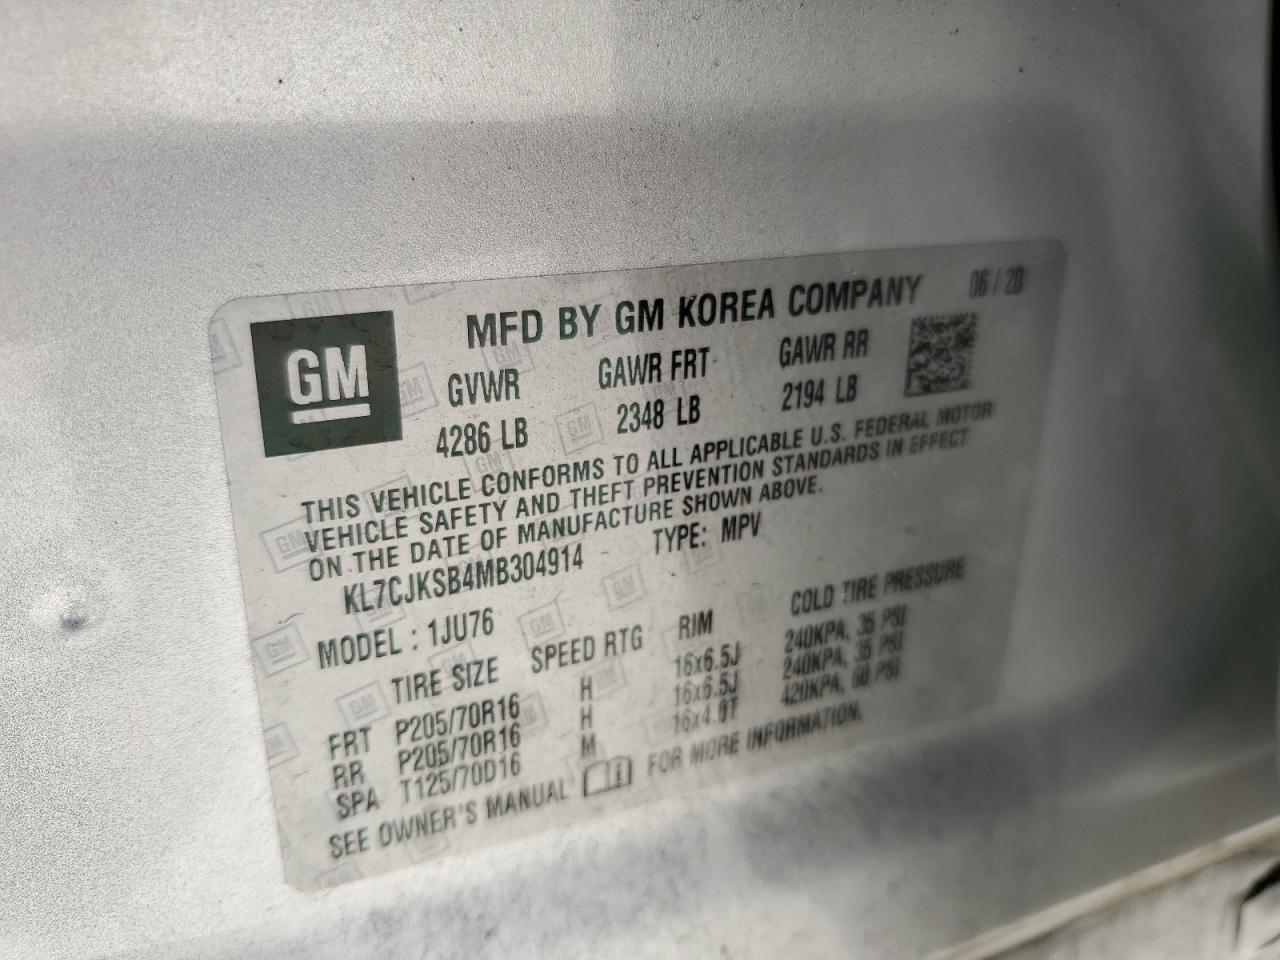 MFD BY GM KOREA COMPANY 06/20
GM
GVWR GAWR FRT GAWR RR
4286 LB 2348 LB 2194 LB
THIS VEHICLE CONFORMS TO ALL APPLICABLE U.S. FEDERAL MOTOR
VEHICLE SAFETY AND THEFT PREVENTION STANDARDS IN EFFECT
ON THE DATE OF MANUFACTURE SHOWN ABOVE.
KL7CJKSB4MB304914 TYPE: MPV
MODEL : 1JU76
TIRE SIZE SPEED RTG RIM COLD TIRE PRESSURE
FRT P205/70R16 H 16x6.5J 240KPA, 35 PSI
RR P205/70R16 H 16x6.5J 240KPA, 35 PSI
SPA T125/70D16 M 16x4.0T 420KPA, 60 PSI
SEE OWNER'S MANUAL FOR MORE INFORMATION.